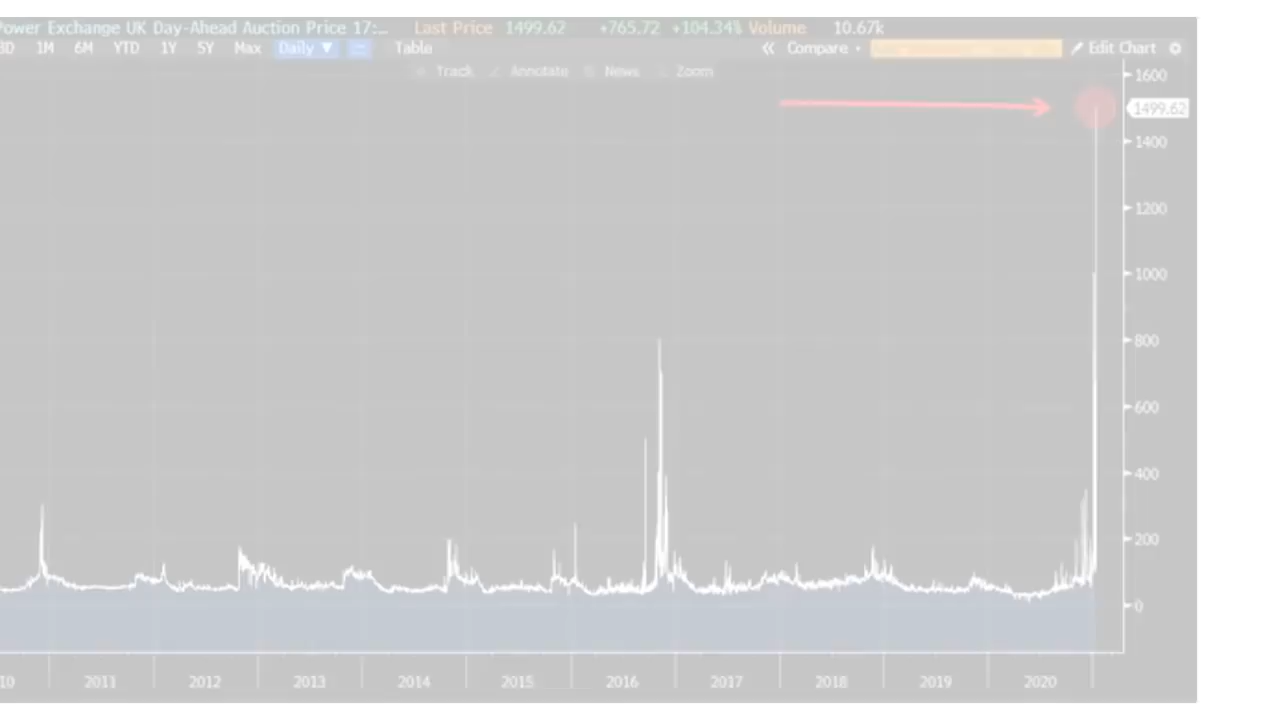 Power Exchange UK Day-Ahead Auction Price 17:... Last Price 1499.62 +765.72 +104.34% Volume 10.67k
3D 1M 6M YTD 1Y 5Y Max Daily ▼ Table « Compare Edit Chart
Track Annotate News Zoom
1600
1499.62
1400
1200
1000
800
600
400
200
0
10 2011 2012 2013 2014 2015 2016 2017 2018 2019 2020